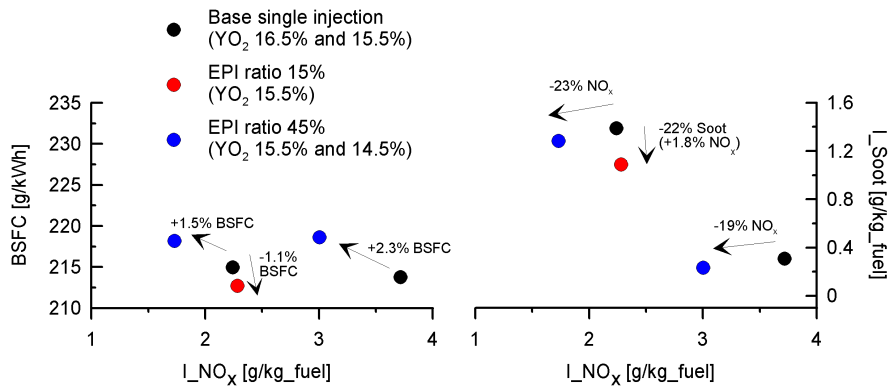 Base single injection
(YO₂ 16.5% and 15.5%)
EPI ratio 15%
(YO₂ 15.5%)
EPI ratio 45%
(YO₂ 15.5% and 14.5%)
BSFC [g/kWh]
235
230
225
220
215
210
+1.5% BSFC
-1.1%
BSFC
+2.3% BSFC
1
2
3
4
I_NOₓ [g/kg_fuel]
-23% NOₓ
-22% Soot
(+1.8% NOₓ)
-19% NOₓ
1.6
1.2
0.8
0.4
0
I_Soot [g/kg_fuel]
1
2
3
4
I_NOₓ [g/kg_fuel]